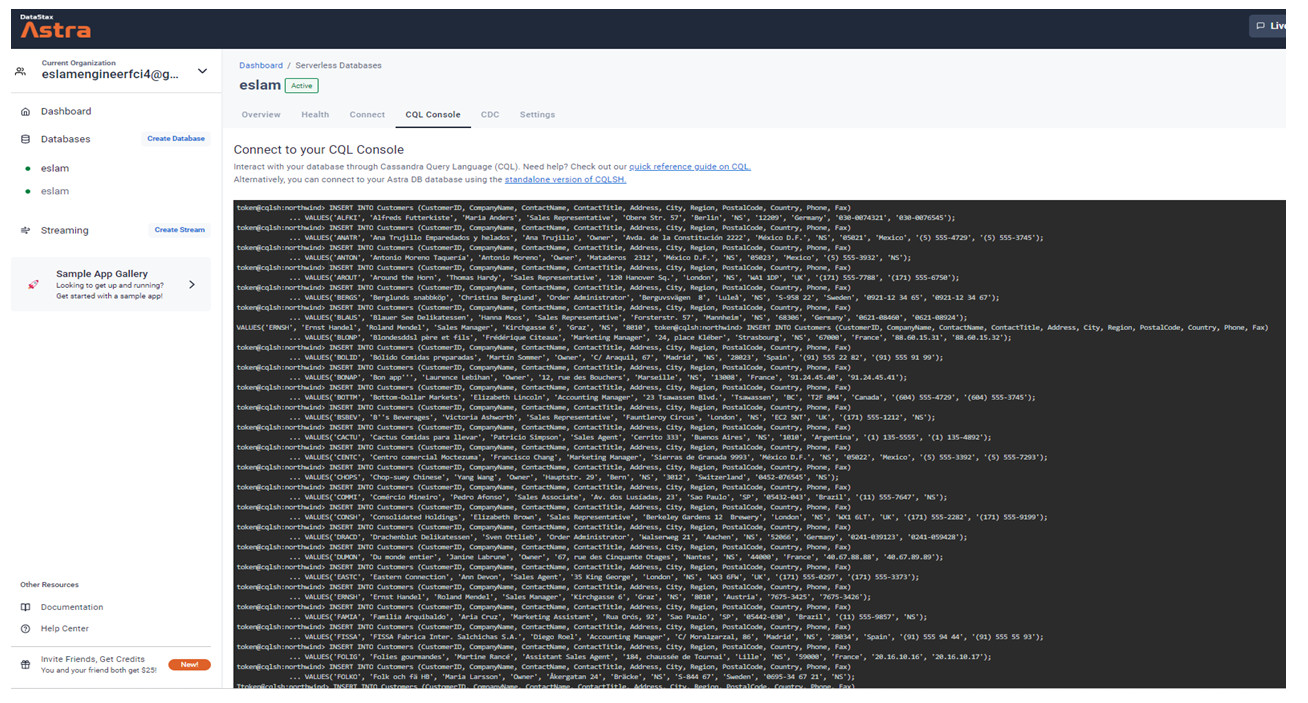 DataStax
Astra
Live
Current Organization
eslamengineerfci4@g...
Dashboard
Databases
Create Database
eslam
eslam
Streaming
Create Stream
Sample App Gallery
Looking to get up and running?
Get started with a sample app!
Other Resources
Documentation
Help Center
Invite Friends, Get Credits
You and your friend both get $25!
New!
Dashboard / Serverless Databases
eslam Active
Overview Health Connect CQL Console CDC Settings
Connect to your CQL Console
Interact with your database through Cassandra Query Language (CQL). Need help? Check out our quick reference guide on CQL.
Alternatively, you can connect to your Astra DB database using the standalone version of CQLSH.
token@cqlsh:northwind> INSERT INTO Customers (CustomerID, CompanyName, ContactName, ContactTitle, Address, City, Region, PostalCode, Country, Phone, Fax)
... VALUES('ALFKI', 'Alfreds Futterkiste', 'Maria Anders', 'Sales Representative', 'Obere Str. 57', 'Berlin', 'NS', '12209', 'Germany', '030-0074321', '030-0076545');
token@cqlsh:northwind> INSERT INTO Customers (CustomerID, CompanyName, ContactName, ContactTitle, Address, City, Region, PostalCode, Country, Phone, Fax)
... VALUES('ANATR', 'Ana Trujillo Emparedados y helados', 'Ana Trujillo', 'Owner', 'Avda. de la Constitución 2222', 'México D.F.', 'NS', '05021', 'Mexico', '(5) 555-4729', '(5) 555-3745');
token@cqlsh:northwind> INSERT INTO Customers (CustomerID, CompanyName, ContactName, ContactTitle, Address, City, Region, PostalCode, Country, Phone, Fax)
... VALUES('ANTON', 'Antonio Moreno Taquería', 'Antonio Moreno', 'Owner', 'Mataderos  2312', 'México D.F.', 'NS', '05023', 'Mexico', '(5) 555-3932', 'NS');
token@cqlsh:northwind> INSERT INTO Customers (CustomerID, CompanyName, ContactName, ContactTitle, Address, City, Region, PostalCode, Country, Phone, Fax)
... VALUES('AROUT', 'Around the Horn', 'Thomas Hardy', 'Sales Representative', '120 Hanover Sq.', 'London', 'NS', 'WA1 1DP', 'UK', '(171) 555-7788', '(171) 555-6750');
token@cqlsh:northwind> INSERT INTO Customers (CustomerID, CompanyName, ContactName, ContactTitle, Address, City, Region, PostalCode, Country, Phone, Fax)
... VALUES('BERGS', 'Berglunds snabbköp', 'Christina Berglund', 'Order Administrator', 'Berguvsvägen  8', 'Luleå', 'NS', 'S-958 22', 'Sweden', '0921-12 34 65', '0921-12 34 67');
token@cqlsh:northwind> INSERT INTO Customers (CustomerID, CompanyName, ContactName, ContactTitle, Address, City, Region, PostalCode, Country, Phone, Fax)
... VALUES('BLAUS', 'Blauer See Delikatessen', 'Hanna Moos', 'Sales Representative', 'Forsterstr. 57', 'Mannheim', 'NS', '68306', 'Germany', '0621-08460', '0621-08924');
VALUES('ERNSH', 'Ernst Handel', 'Roland Mendel', 'Sales Manager', 'Kirchgasse 6', 'Graz', 'NS', '8010', token@cqlsh:northwind> INSERT INTO Customers (CustomerID, CompanyName, ContactName, ContactTitle, Address, City, Region, PostalCode, Country, Phone, Fax)
... VALUES('BLONP', 'Blondesddsl père et fils', 'Frédérique Citeaux', 'Marketing Manager', '24, place Kléber', 'Strasbourg', 'NS', '67000', 'France', '88.60.15.31', '88.60.15.32');
token@cqlsh:northwind> INSERT INTO Customers (CustomerID, CompanyName, ContactName, ContactTitle, Address, City, Region, PostalCode, Country, Phone, Fax)
... VALUES('BOLID', 'Bólido Comidas preparadas', 'Martín Sommer', 'Owner', 'C/ Araquil, 67', 'Madrid', 'NS', '28023', 'Spain', '(91) 555 22 82', '(91) 555 91 99');
token@cqlsh:northwind> INSERT INTO Customers (CustomerID, CompanyName, ContactName, ContactTitle, Address, City, Region, PostalCode, Country, Phone, Fax)
... VALUES('BONAP', 'Bon app''', 'Laurence Lebihan', 'Owner', '12, rue des Bouchers', 'Marseille', 'NS', '13008', 'France', '91.24.45.40', '91.24.45.41');
token@cqlsh:northwind> INSERT INTO Customers (CustomerID, CompanyName, ContactName, ContactTitle, Address, City, Region, PostalCode, Country, Phone, Fax)
... VALUES('BOTTM', 'Bottom-Dollar Markets', 'Elizabeth Lincoln', 'Accounting Manager', '23 Tsawassen Blvd.', 'Tsawassen', 'BC', 'T2F 8M4', 'Canada', '(604) 555-4729', '(604) 555-3745');
token@cqlsh:northwind> INSERT INTO Customers (CustomerID, CompanyName, ContactName, ContactTitle, Address, City, Region, PostalCode, Country, Phone, Fax)
... VALUES('BSBEV', 'B''s Beverages', 'Victoria Ashworth', 'Sales Representative', 'Fauntleroy Circus', 'London', 'NS', 'EC2 5NT', 'UK', '(171) 555-1212', 'NS');
token@cqlsh:northwind> INSERT INTO Customers (CustomerID, CompanyName, ContactName, ContactTitle, Address, City, Region, PostalCode, Country, Phone, Fax)
... VALUES('CACTU', 'Cactus Comidas para llevar', 'Patricio Simpson', 'Sales Agent', 'Cerrito 333', 'Buenos Aires', 'NS', '1010', 'Argentina', '(1) 135-5555', '(1) 135-4892');
token@cqlsh:northwind> INSERT INTO Customers (CustomerID, CompanyName, ContactName, ContactTitle, Address, City, Region, PostalCode, Country, Phone, Fax)
... VALUES('CENTC', 'Centro comercial Moctezuma', 'Francisco Chang', 'Marketing Manager', 'Sierras de Granada 9993', 'México D.F.', 'NS', '05022', 'Mexico', '(5) 555-3392', '(5) 555-7293');
token@cqlsh:northwind> INSERT INTO Customers (CustomerID, CompanyName, ContactName, ContactTitle, Address, City, Region, PostalCode, Country, Phone, Fax)
... VALUES('CHOPS', 'Chop-suey Chinese', 'Yang Wang', 'Owner', 'Hauptstr. 29', 'Bern', 'NS', '3012', 'Switzerland', '0452-076545', 'NS');
token@cqlsh:northwind> INSERT INTO Customers (CustomerID, CompanyName, ContactName, ContactTitle, Address, City, Region, PostalCode, Country, Phone, Fax)
... VALUES('COMMI', 'Comércio Mineiro', 'Pedro Afonso', 'Sales Associate', 'Av. dos Lusíadas, 23', 'Sao Paulo', 'SP', '05432-043', 'Brazil', '(11) 555-7647', 'NS');
token@cqlsh:northwind> INSERT INTO Customers (CustomerID, CompanyName, ContactName, ContactTitle, Address, City, Region, PostalCode, Country, Phone, Fax)
... VALUES('CONSH', 'Consolidated Holdings', 'Elizabeth Brown', 'Sales Representative', 'Berkeley Gardens 12  Brewery', 'London', 'NS', 'WX1 6LT', 'UK', '(171) 555-2282', '(171) 555-9199');
token@cqlsh:northwind> INSERT INTO Customers (CustomerID, CompanyName, ContactName, ContactTitle, Address, City, Region, PostalCode, Country, Phone, Fax)
... VALUES('DRACD', 'Drachenblut Delikatessen', 'Sven Ottlieb', 'Order Administrator', 'Walserweg 21', 'Aachen', 'NS', '52066', 'Germany', '0241-039123', '0241-059428');
token@cqlsh:northwind> INSERT INTO Customers (CustomerID, CompanyName, ContactName, ContactTitle, Address, City, Region, PostalCode, Country, Phone, Fax)
... VALUES('DUMON', 'Du monde entier', 'Janine Labrune', 'Owner', '67, rue des Cinquante Otages', 'Nantes', 'NS', '44000', 'France', '40.67.88.88', '40.67.89.89');
token@cqlsh:northwind> INSERT INTO Customers (CustomerID, CompanyName, ContactName, ContactTitle, Address, City, Region, PostalCode, Country, Phone, Fax)
... VALUES('EASTC', 'Eastern Connection', 'Ann Devon', 'Sales Agent', '35 King George', 'London', 'NS', 'WX3 6FW', 'UK', '(171) 555-0297', '(171) 555-3373');
token@cqlsh:northwind> INSERT INTO Customers (CustomerID, CompanyName, ContactName, ContactTitle, Address, City, Region, PostalCode, Country, Phone, Fax)
... VALUES('ERNSH', 'Ernst Handel', 'Roland Mendel', 'Sales Manager', 'Kirchgasse 6', 'Graz', 'NS', '8010', 'Austria', '7675-3425', '7675-3426');
token@cqlsh:northwind> INSERT INTO Customers (CustomerID, CompanyName, ContactName, ContactTitle, Address, City, Region, PostalCode, Country, Phone, Fax)
... VALUES('FAMIA', 'Familia Arquibaldo', 'Aria Cruz', 'Marketing Assistant', 'Rua Orós, 92', 'Sao Paulo', 'SP', '05442-030', 'Brazil', '(11) 555-9857', 'NS');
token@cqlsh:northwind> INSERT INTO Customers (CustomerID, CompanyName, ContactName, ContactTitle, Address, City, Region, PostalCode, Country, Phone, Fax)
... VALUES('FISSA', 'FISSA Fabrica Inter. Salchichas S.A.', 'Diego Roel', 'Accounting Manager', 'C/ Moralzarzal, 86', 'Madrid', 'NS', '28034', 'Spain', '(91) 555 94 44', '(91) 555 55 93');
token@cqlsh:northwind> INSERT INTO Customers (CustomerID, CompanyName, ContactName, ContactTitle, Address, City, Region, PostalCode, Country, Phone, Fax)
... VALUES('FOLIG', 'Folies gourmandes', 'Martine Rancé', 'Assistant Sales Agent', '184, chaussée de Tournai', 'Lille', 'NS', '59000', 'France', '20.16.10.16', '20.16.10.17');
token@cqlsh:northwind> INSERT INTO Customers (CustomerID, CompanyName, ContactName, ContactTitle, Address, City, Region, PostalCode, Country, Phone, Fax)
... VALUES('FOLKO', 'Folk och fä HB', 'Maria Larsson', 'Owner', 'Åkergatan 24', 'Bräcke', 'NS', 'S-844 67', 'Sweden', '0695-34 67 21', 'NS');
Ttoken@cqlsh:northwind> INSERT INTO Customers (CustomerID, CompanyName, ContactName, ContactTitle, Address, City, Region, PostalCode, Country, Phone, Fax)